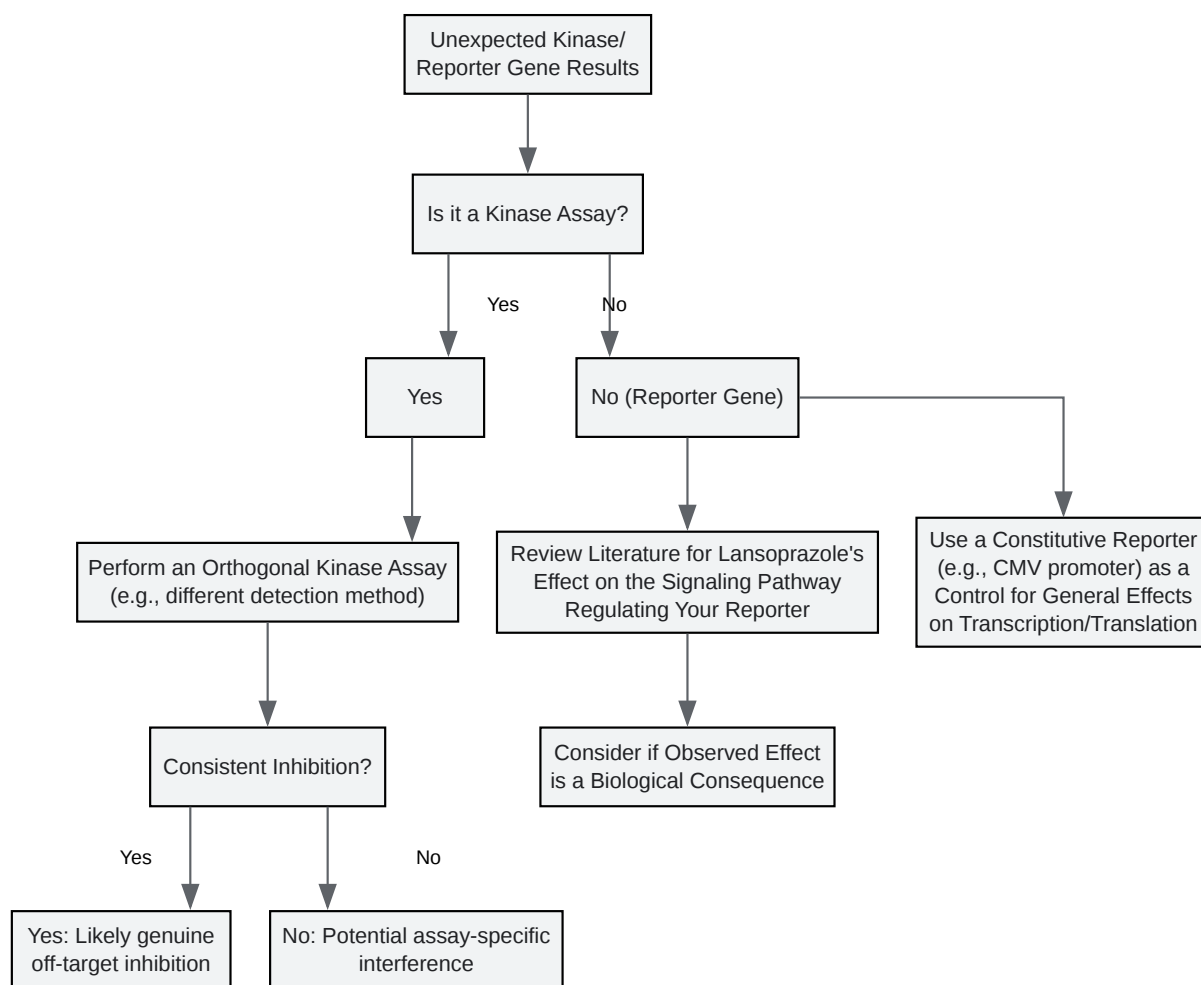 Unexpected Kinase/
Reporter Gene Results
Is it a Kinase Assay?
Yes
No
Yes
No (Reporter Gene)
Perform an Orthogonal Kinase Assay
(e.g., different detection method)
Review Literature for Lansoprazole's
Effect on the Signaling Pathway
Regulating Your Reporter
Use a Constitutive Reporter
(e.g., CMV promoter) as a
Control for General Effects
on Transcription/Translation
Consistent Inhibition?
Consider if Observed Effect
is a Biological Consequence
Yes
No
Yes: Likely genuine
off-target inhibition
No: Potential assay-specific
interference